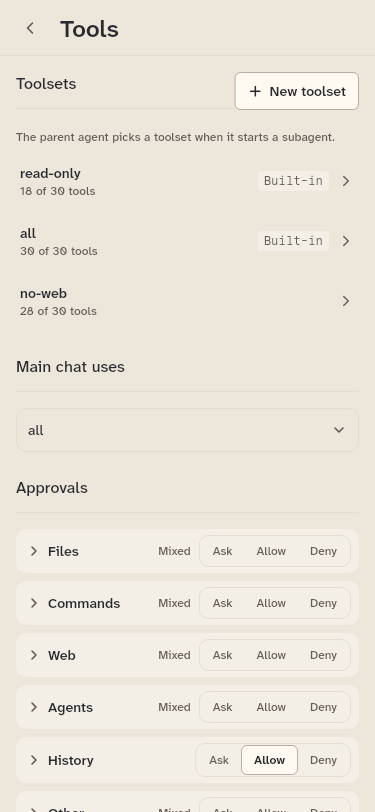 Tools
Toolsets
+ New toolset
The parent agent picks a toolset when it starts a subagent.
read-only
18 of 30 tools
Built-in
all
30 of 30 tools
Built-in
no-web
28 of 30 tools
Main chat uses
all
Approvals
Files Mixed Ask Allow Deny
Commands Mixed Ask Allow Deny
Web Mixed Ask Allow Deny
Agents Mixed Ask Allow Deny
History Ask Allow Deny